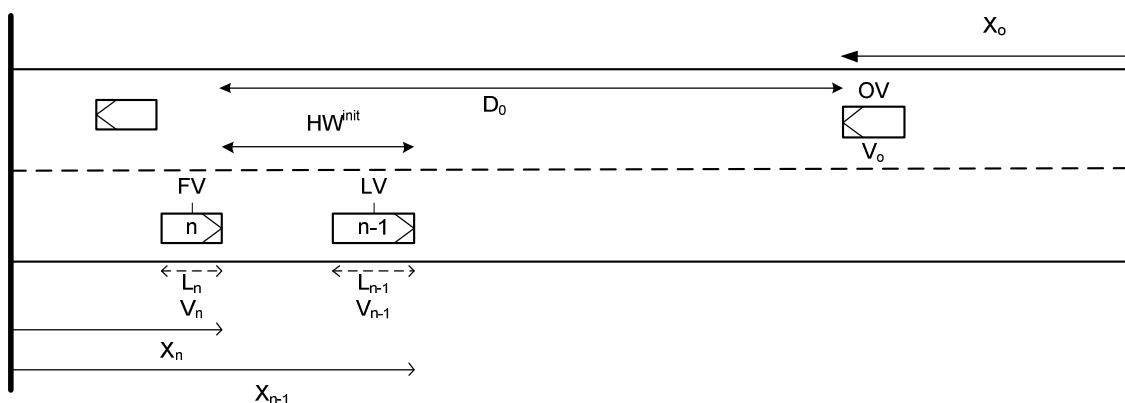 Xₒ
OV
D₀
HWⁱⁿⁱᵗ
Vₒ
FV LV
n n-1
Lₙ Lₙ₋₁
Vₙ Vₙ₋₁
Xₙ
Xₙ₋₁